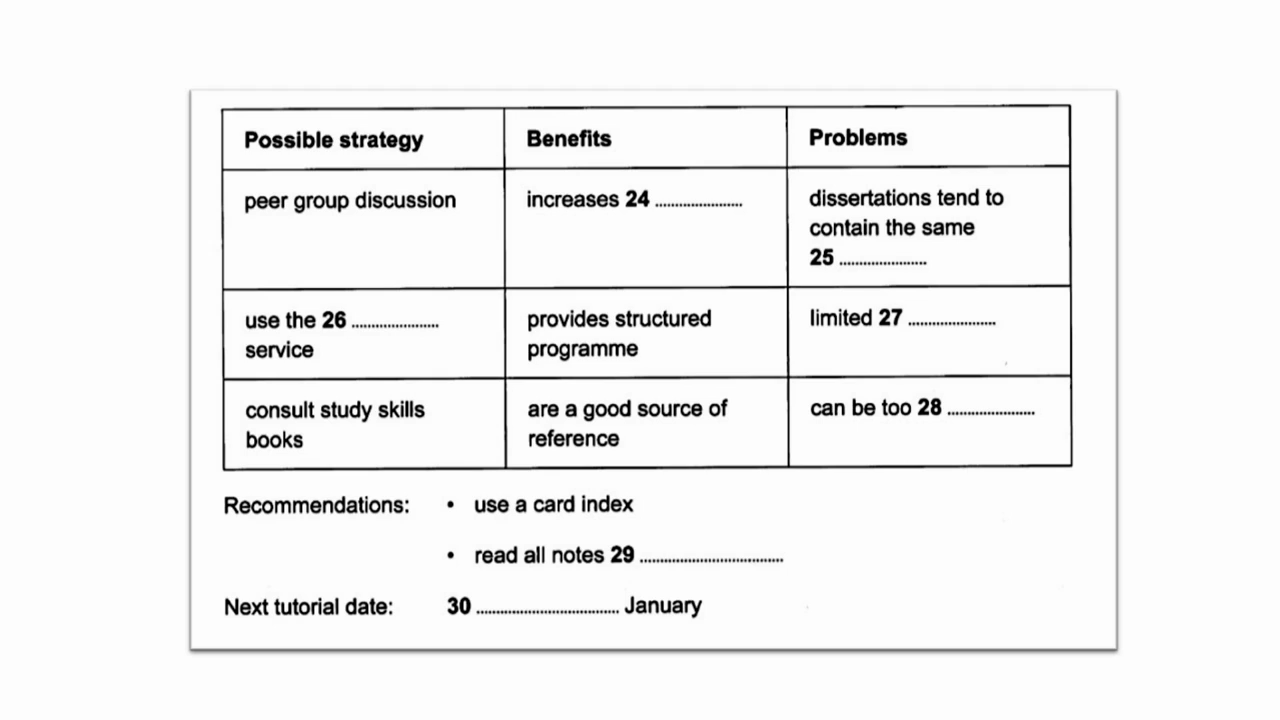 Possible strategy Benefits Problems
peer group discussion increases 24 ...................... dissertations tend to
contain the same
25 ......................
use the 26 ...................... provides structured limited 27 ......................
service programme
consult study skills are a good source of can be too 28 ......................
books reference
Recommendations: • use a card index
• read all notes 29 ....................................
Next tutorial date: 30 .................................... January